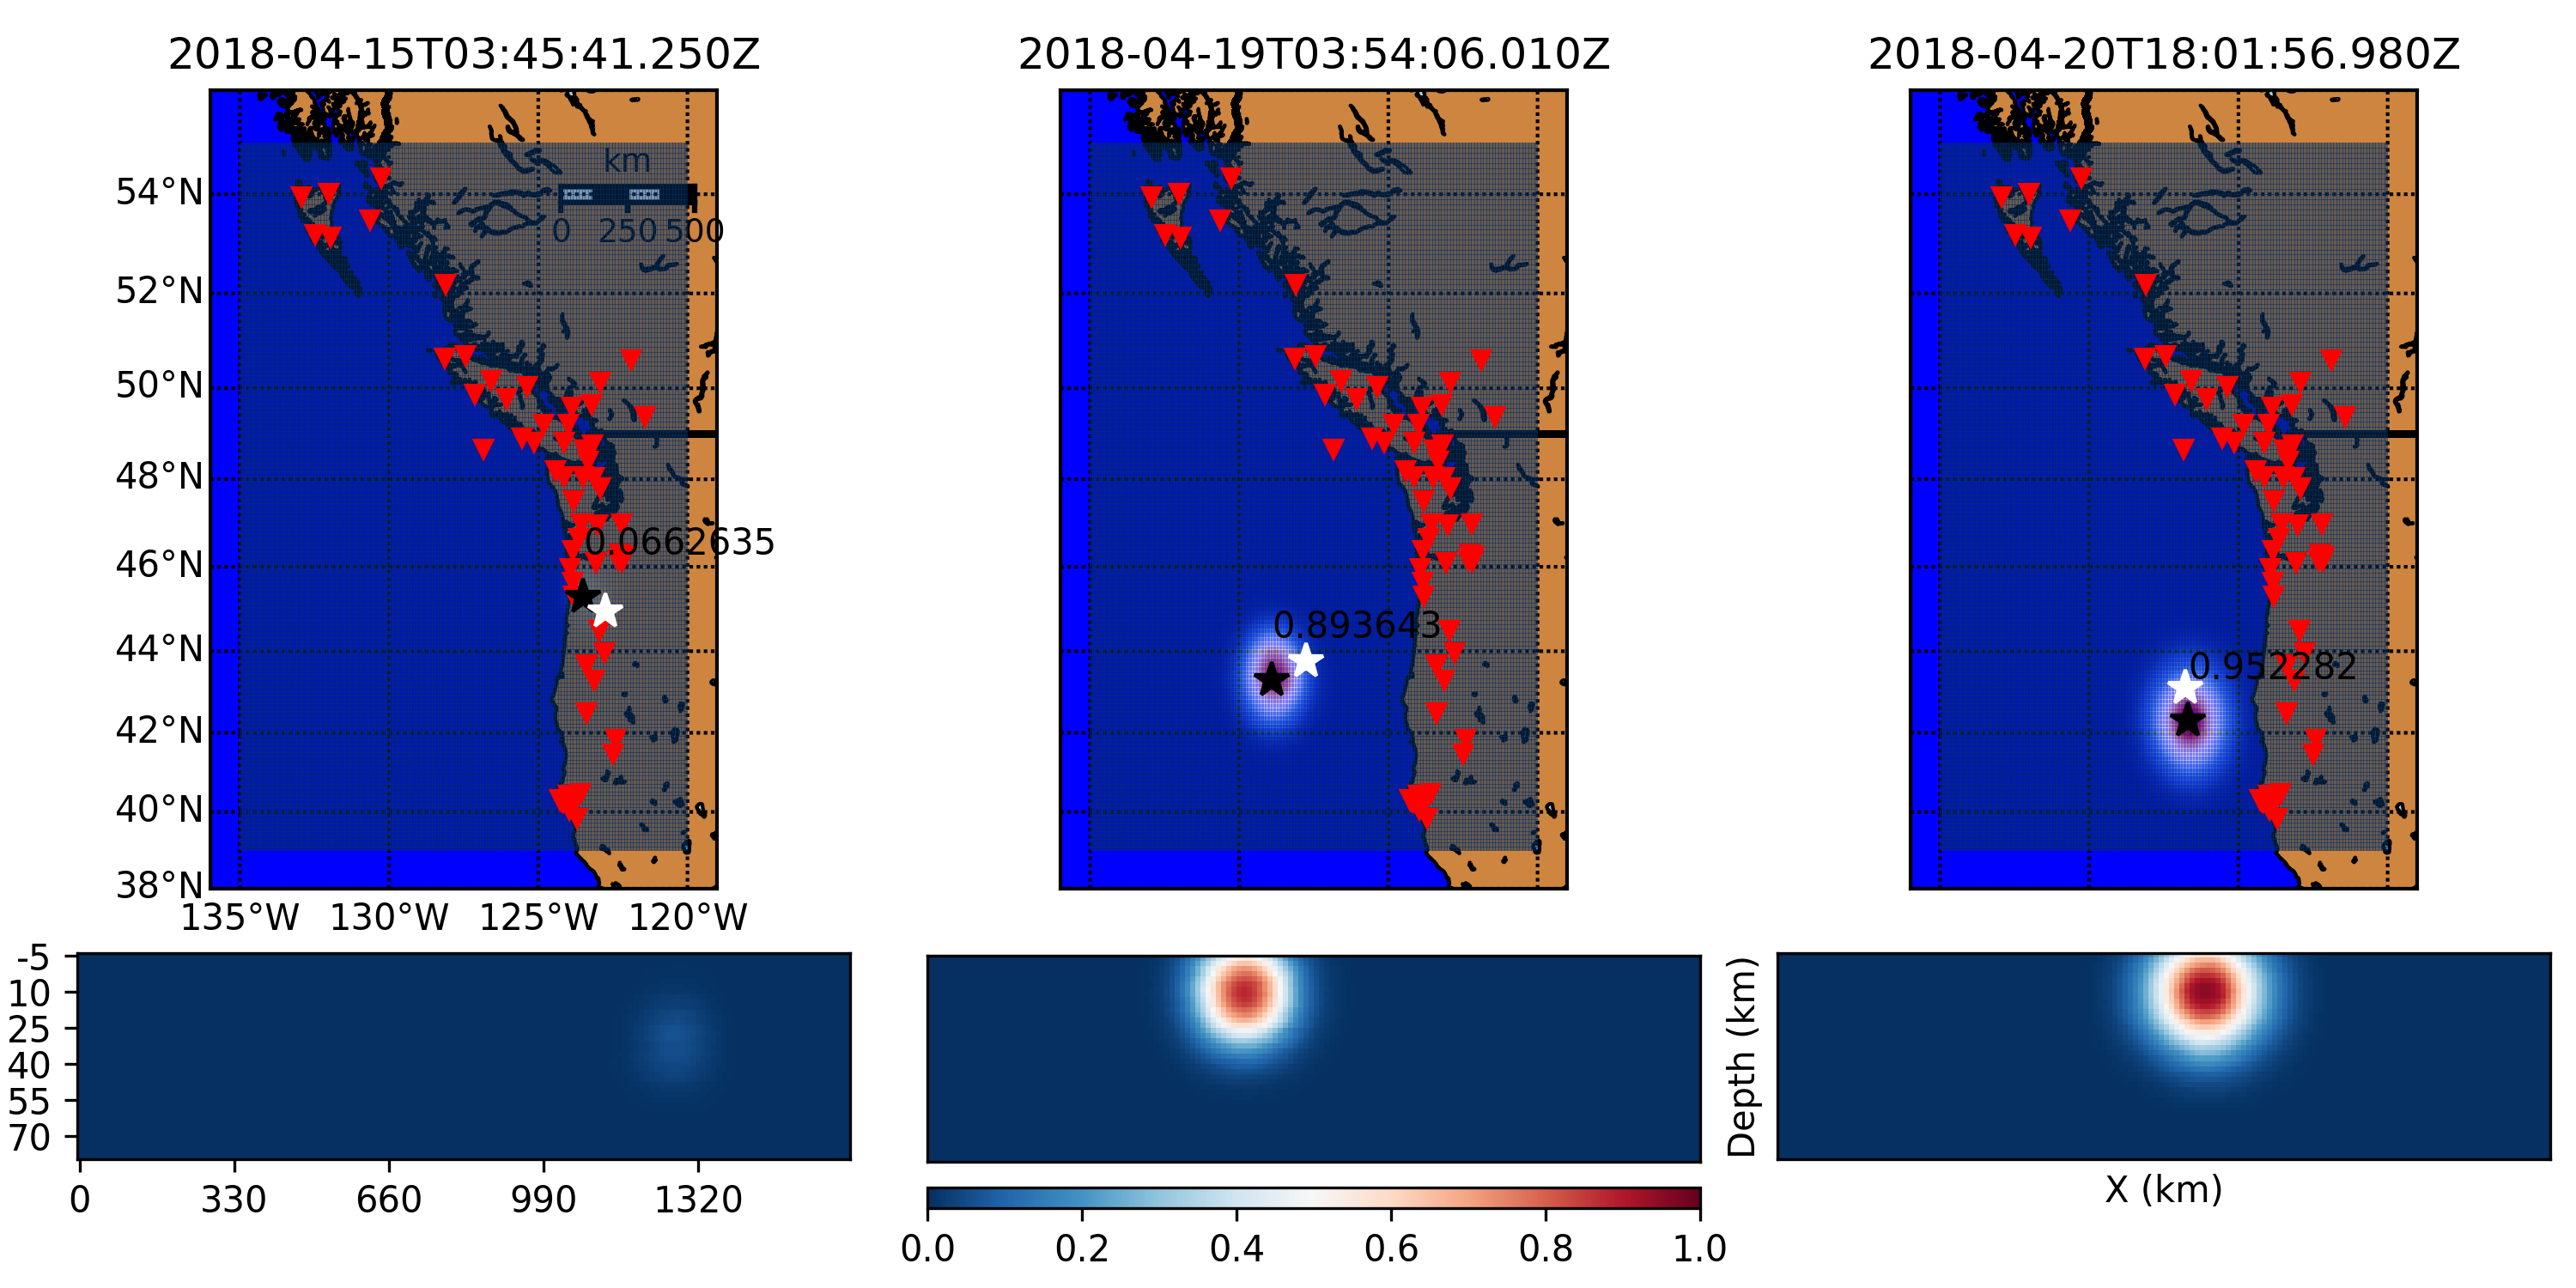 2018-04-15T03:45:41.250Z
2018-04-19T03:54:06.010Z
2018-04-20T18:01:56.980Z
km
0 250 500
54°N
52°N
50°N
48°N
46°N
44°N
42°N
40°N
38°N
0.0662635
0.893643
0.952282
135°W 130°W 125°W 120°W
-5
10
25
40
55
70
0 330 660 990 1320
0.0 0.2 0.4 0.6 0.8 1.0
Depth (km)
X (km)